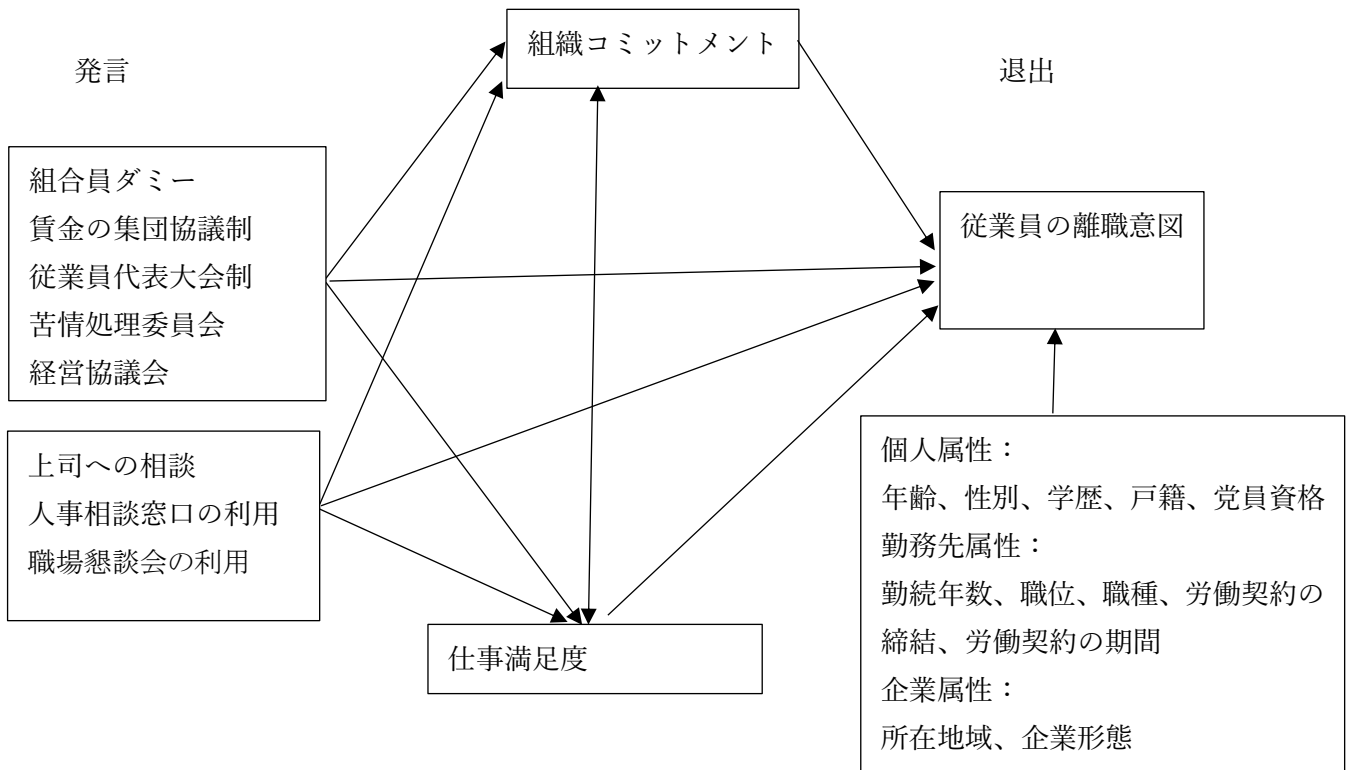 組織コミットメント
発言
退出
組合員ダミー
賃金の集団協議制
従業員代表大会制
苦情処理委員会
経営協議会
従業員の離職意図
上司への相談
人事相談窓口の利用
職場懇談会の利用
個人属性：
年齢、性別、学歴、戸籍、党員資格
勤務先属性：
勤続年数、職位、職種、労働契約の
締結、労働契約の期間
企業属性：
所在地域、企業形態
仕事満足度